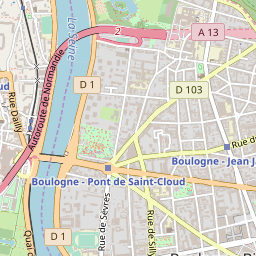 La Seine
2
A 13
Autoroute de Normandie
D 1
D 103
ud
Rue Dailly
Rue d
Boulogne - Jean J
Boulogne - Pont de Saint-Cloud
Rue de Sèvres
Rue de Silly
D 1
Quai